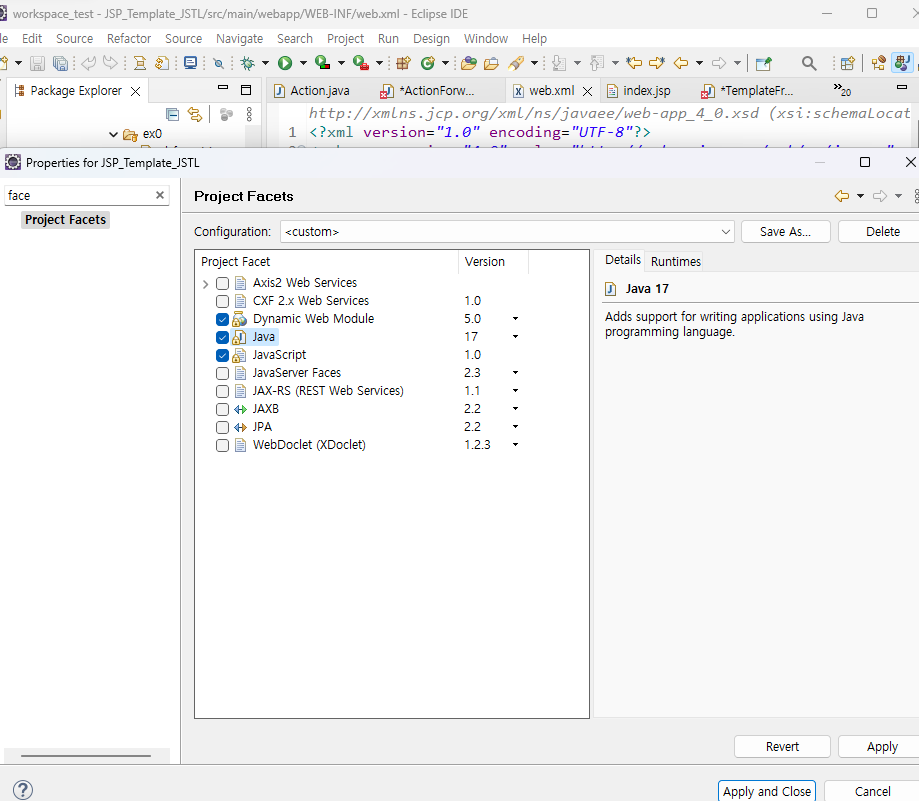 workspace_test - JSP_Template_JSTL/src/main/webapp/WEB-INF/web.xml - Eclipse IDE
Edit Source Refactor Source Navigate Search Project Run Design Window Help
Package Explorer
Action.java *ActionForw... web.xml index.jsp *TemplateFr... 20
http://xmlns.jcp.org/xml/ns/javaee/web-app_4_0.xsd (xsi:schemaLocat
ex0
1 <?xml version="1.0" encoding="UTF-8"?>
Properties for JSP_Template_JSTL
face
Project Facets
Project Facets
Configuration: <custom> Save As... Delete
Project Facet Version
Details Runtimes
Axis2 Web Services
CXF 2.x Web Services 1.0
Dynamic Web Module 5.0
Java 17
JavaScript 1.0
JavaServer Faces 2.3
JAX-RS (REST Web Services) 1.1
JAXB 2.2
JPA 2.2
WebDoclet (XDoclet) 1.2.3
Java 17
Adds support for writing applications using Java
programming language.
Revert Apply
Apply and Close Cancel